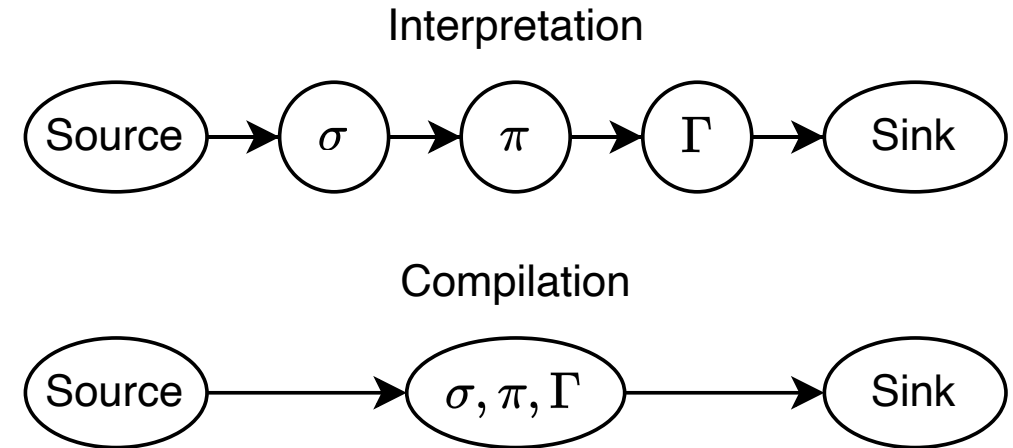 Interpretation
Source σ π Γ Sink
Compilation
Source σ, π, Γ Sink